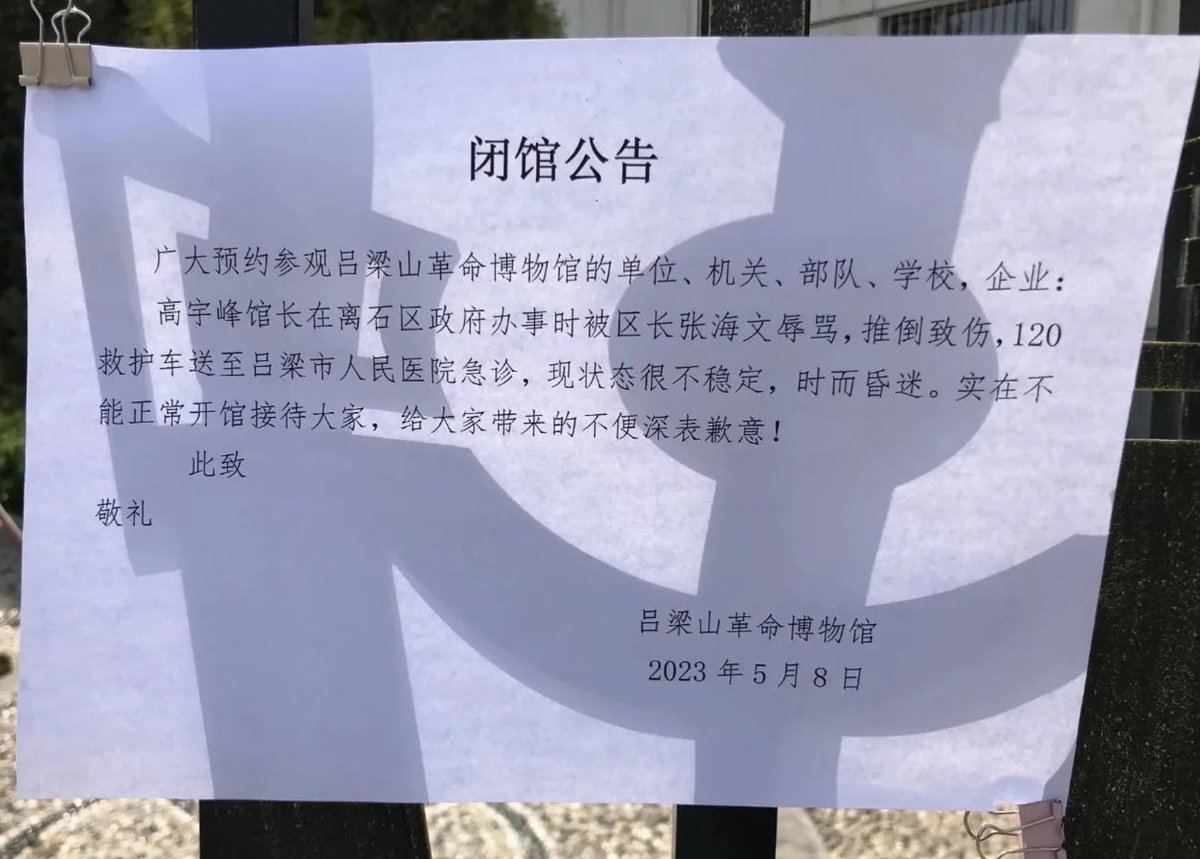 闭馆公告
广大预约参观吕梁山革命博物馆的单位、机关、部队、学校，企业：
高宇峰馆长在离石区政府办事时被区长张海文辱骂，推倒致伤，120
救护车送至吕梁市人民医院急诊，现状态很不稳定，时而昏迷。实在不
能正常开馆接待大家，给大家带来的不便深表歉意！
此致
敬礼
吕梁山革命博物馆
2023年5月8日